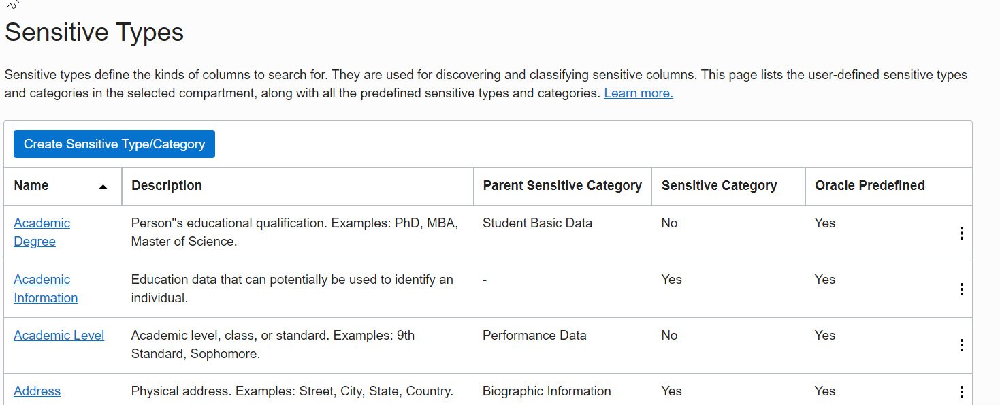 Sensitive Types
Sensitive types define the kinds of columns to search for. They are used for discovering and classifying sensitive columns. This page lists the user-defined sensitive types
and categories in the selected compartment, along with all the predefined sensitive types and categories. Learn more.
Create Sensitive Type/Category
Name Description Parent Sensitive Category Sensitive Category Oracle Predefined
Academic Person"s educational qualification. Examples: PhD, MBA, Student Basic Data No Yes
Degree Master of Science.
Academic Education data that can potentially be used to identify an - Yes Yes
Information individual.
Academic Level Academic level, class, or standard. Examples: 9th Performance Data No Yes
Standard, Sophomore.
Address Physical address. Examples: Street, City, State, Country. Biographic Information Yes Yes